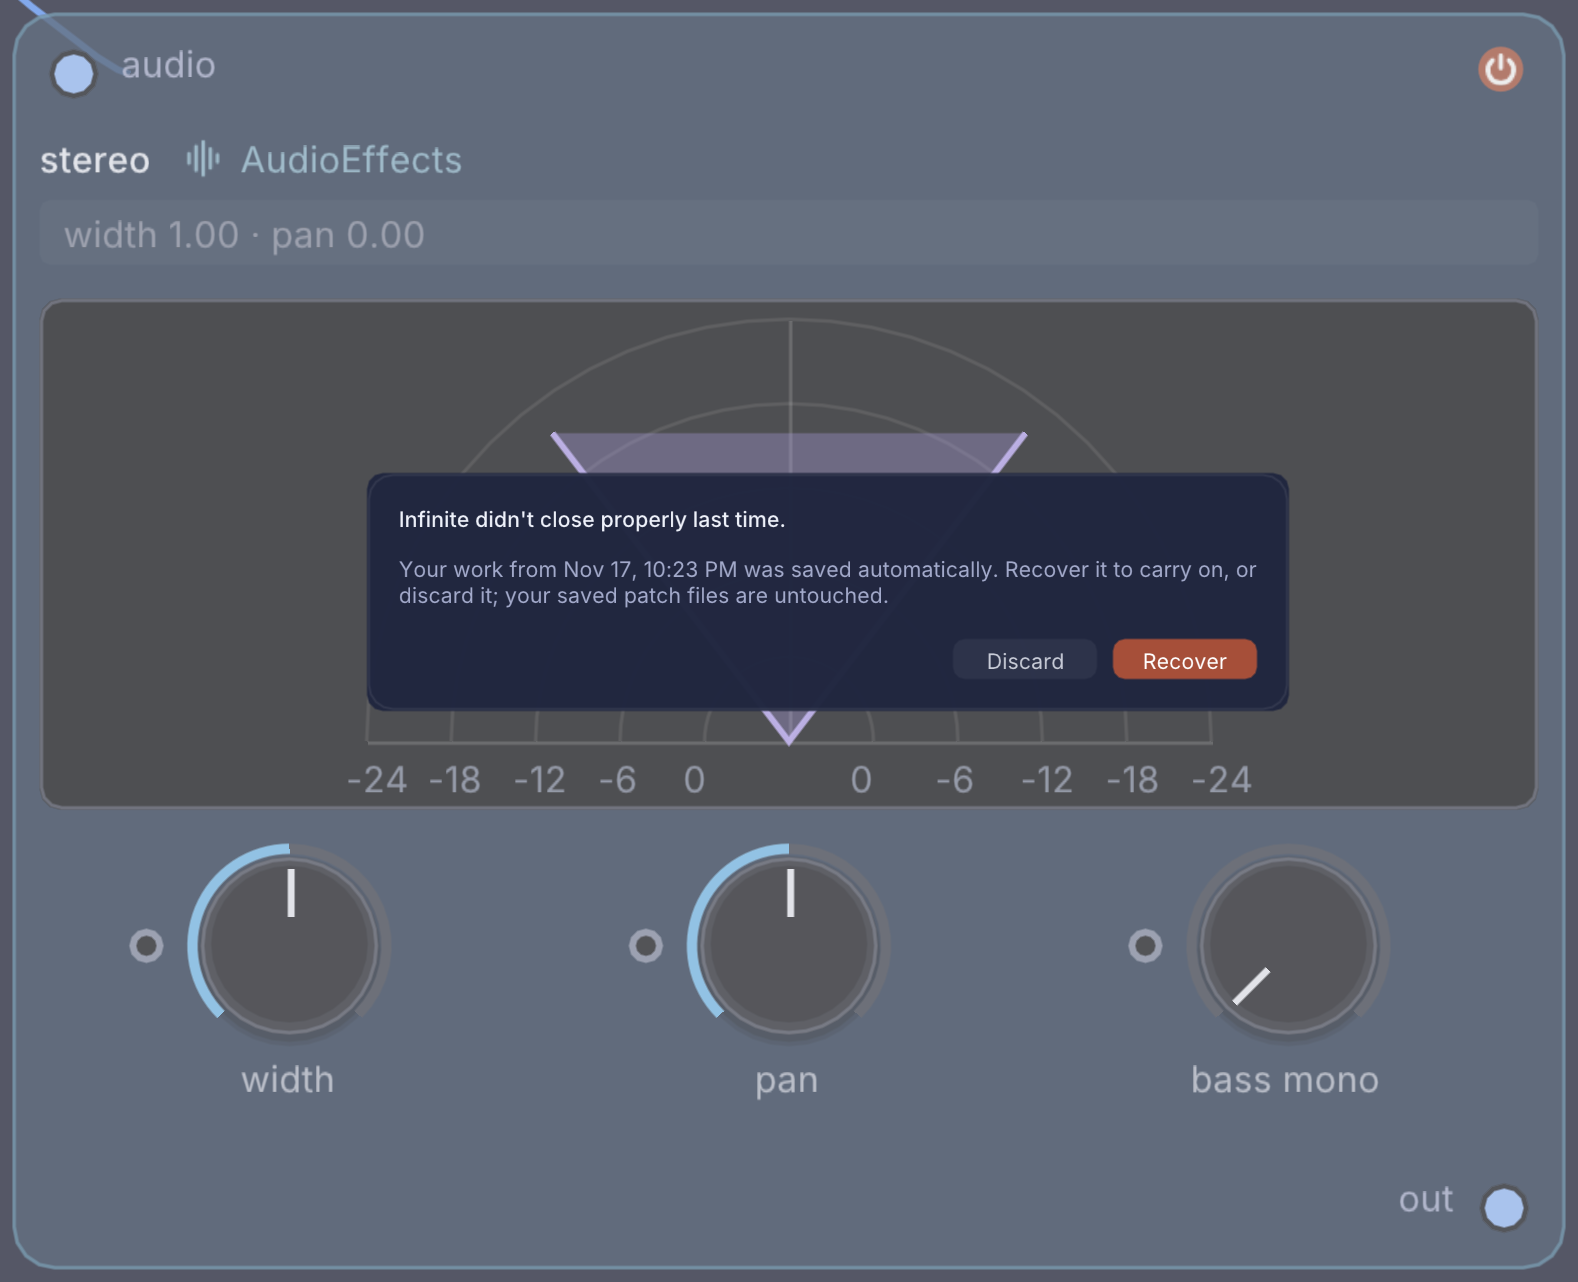 audio
stereo AudioEffects
width 1.00 · pan 0.00
Infinite didn't close properly last time.
Your work from Nov 17, 10:23 PM was saved automatically. Recover it to carry on, or
discard it; your saved patch files are untouched.
Discard Recover
-24 -18 -12 -6 0 0 -6 -12 -18 -24
width pan bass mono
out